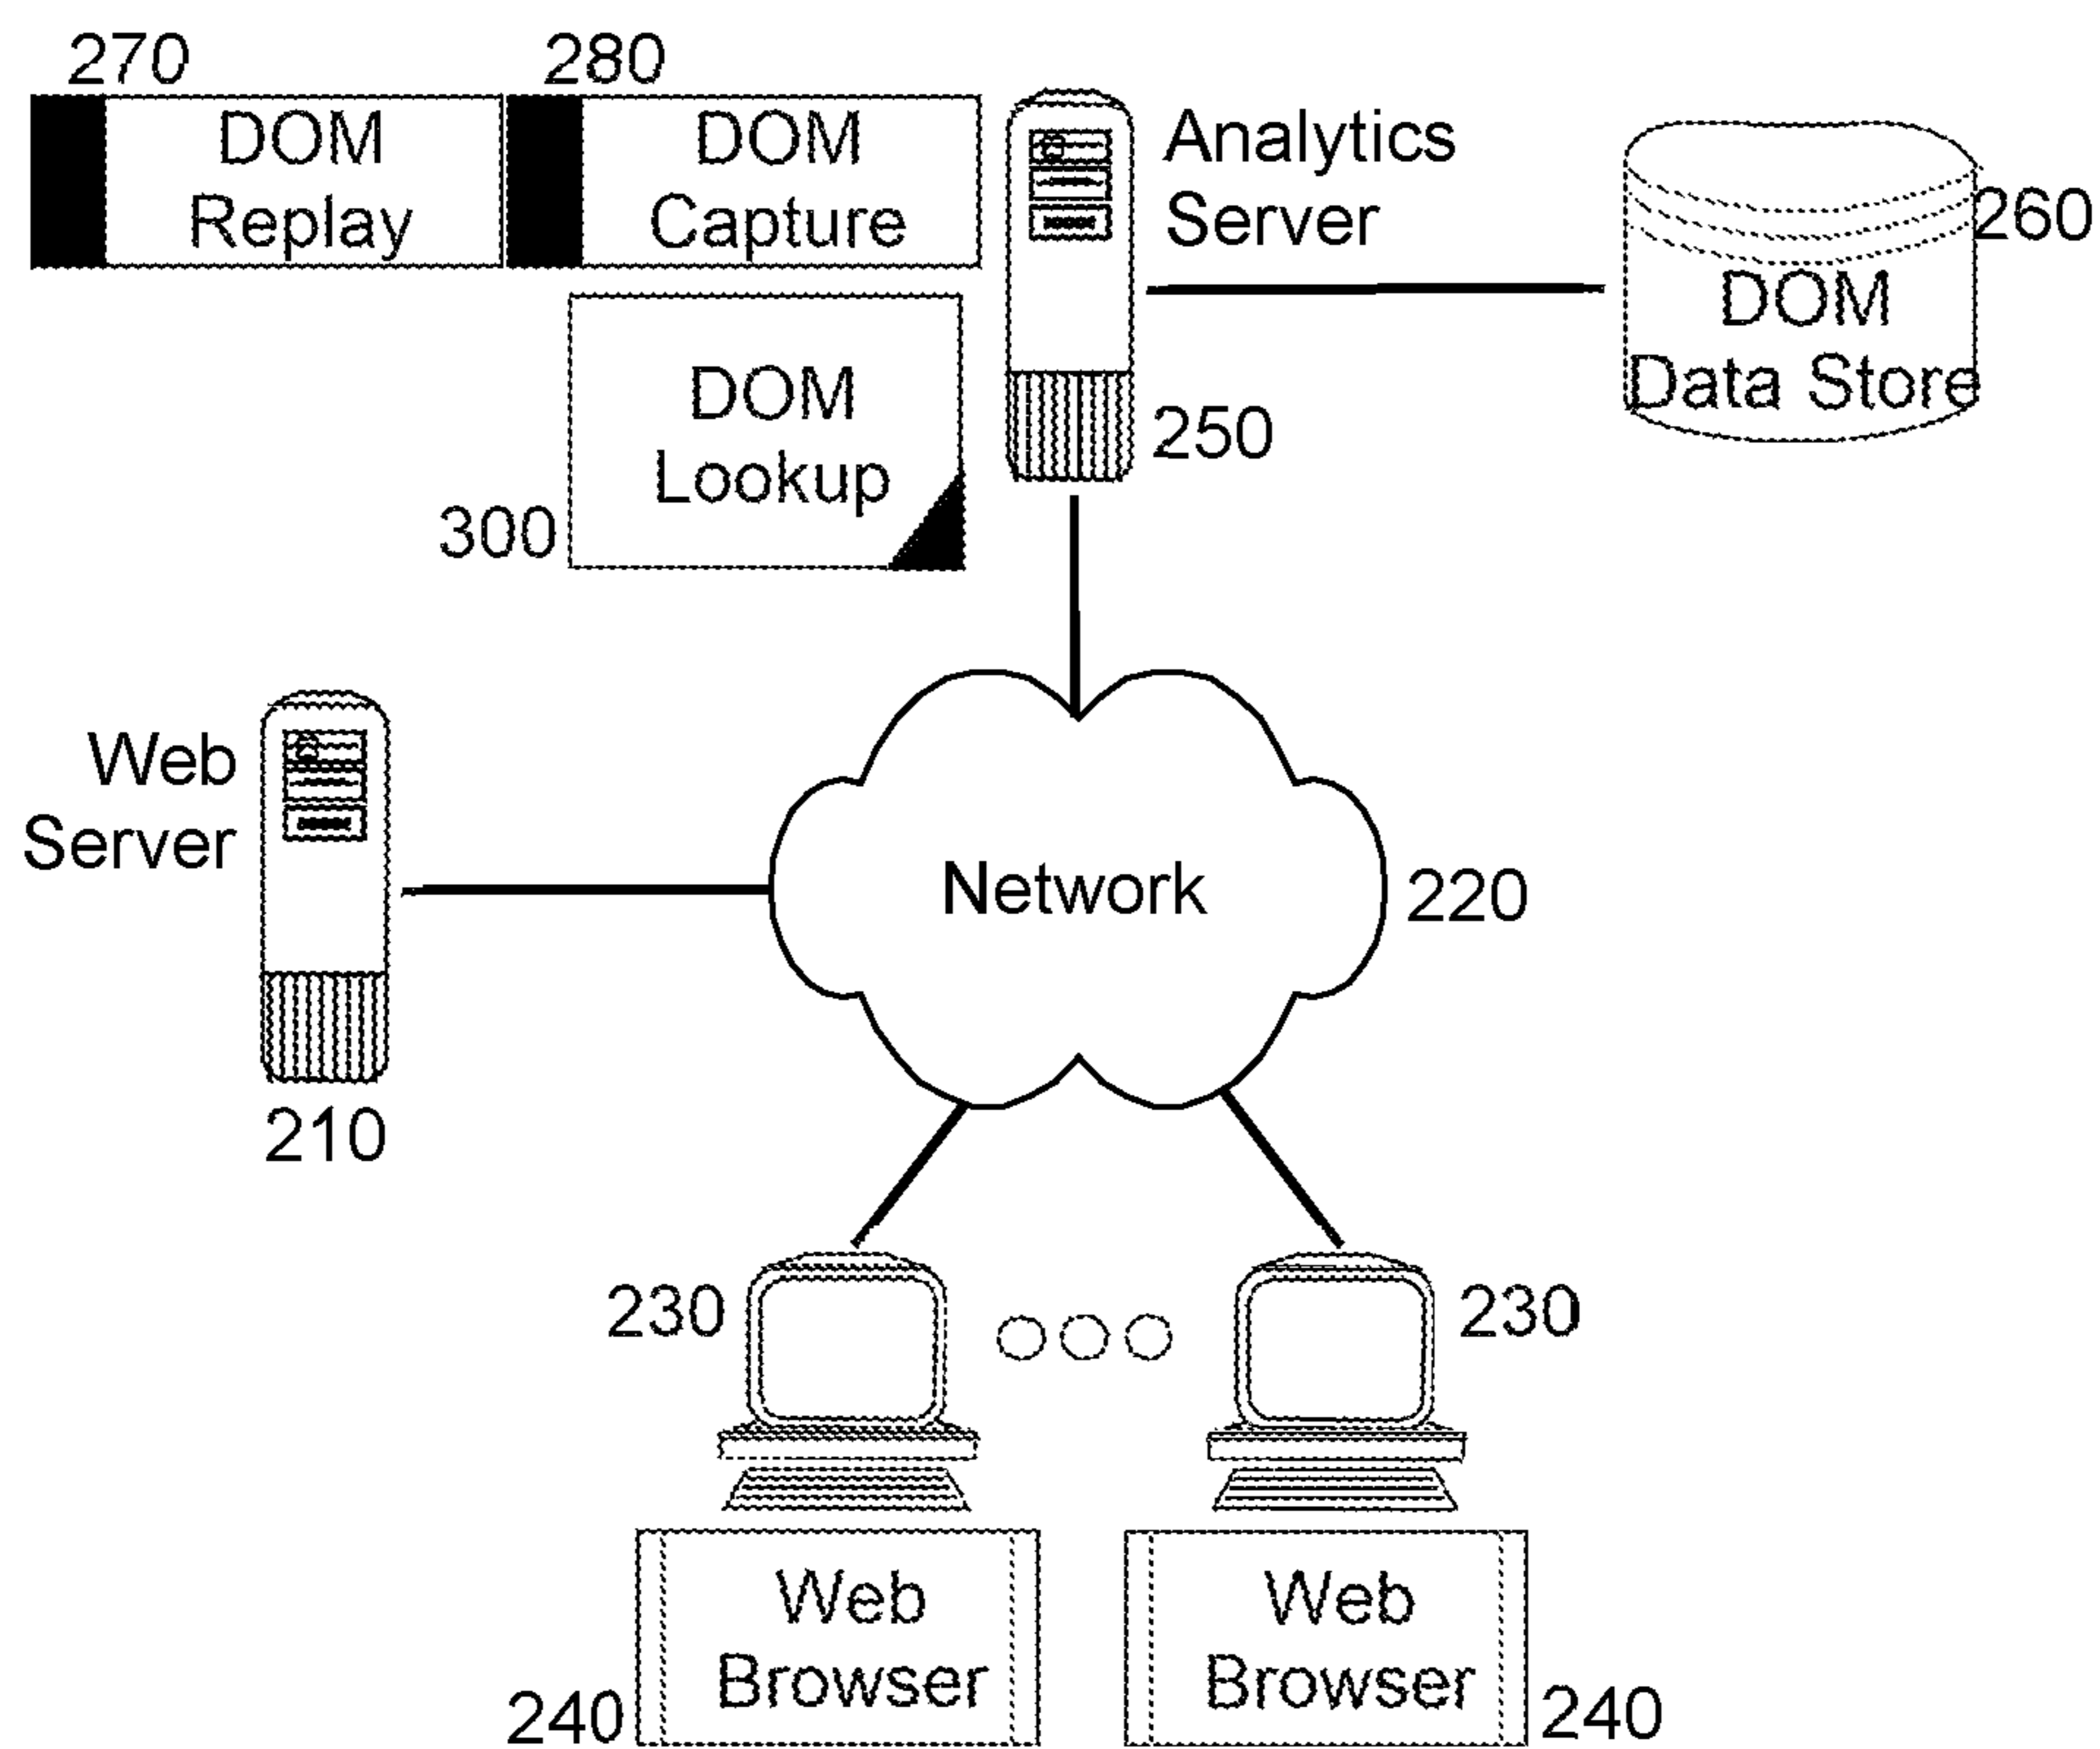 270
280
DOM
Replay
DOM
Capture
Analytics
Server
260
DOM
Data Store
DOM
Lookup
250
300
Web
Server
Network
220
210
230
230
Web
Browser
Web
Browser
240
240